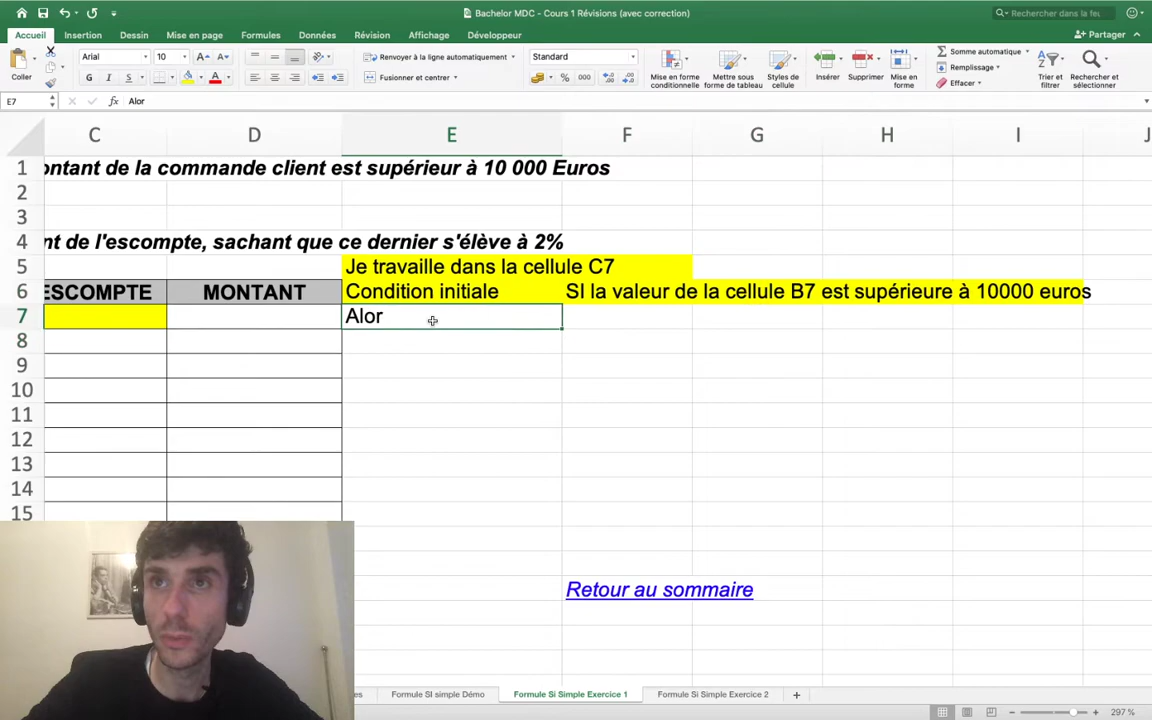 Bachelor MDC - Cours 1 Révisions (avec correction)
Rechercher dans la feu
Accueil Insertion Dessin Mise en page Formules Données Révision Affichage Développeur
Partager
Coller
Arial 10
G I S
Renvoyer à la ligne automatiquement
Fusionner et centrer
Standard
% 000
Mise en forme conditionnelle
Mettre sous forme de tableau
Styles de cellule
Insérer
Supprimer
Mise en forme
Somme automatique
Remplissage
Effacer
Trier et filtrer
Rechercher et sélectionner
E7 fx Alor
C D E F G H I J
1 ontant de la commande client est supérieur à 10 000 Euros
2
3
4 nt de l'escompte, sachant que ce dernier s'élève à 2%
5 Je travaille dans la cellule C7
6 ESCOMPTE MONTANT Condition initiale SI la valeur de la cellule B7 est supérieure à 10000 euros
7 Alor
8
9
10
11
12
13
14
15
Retour au sommaire
es Formule SI simple Démo Formule Si Simple Exercice 1 Formule Si Simple Exercice 2 +
297 %